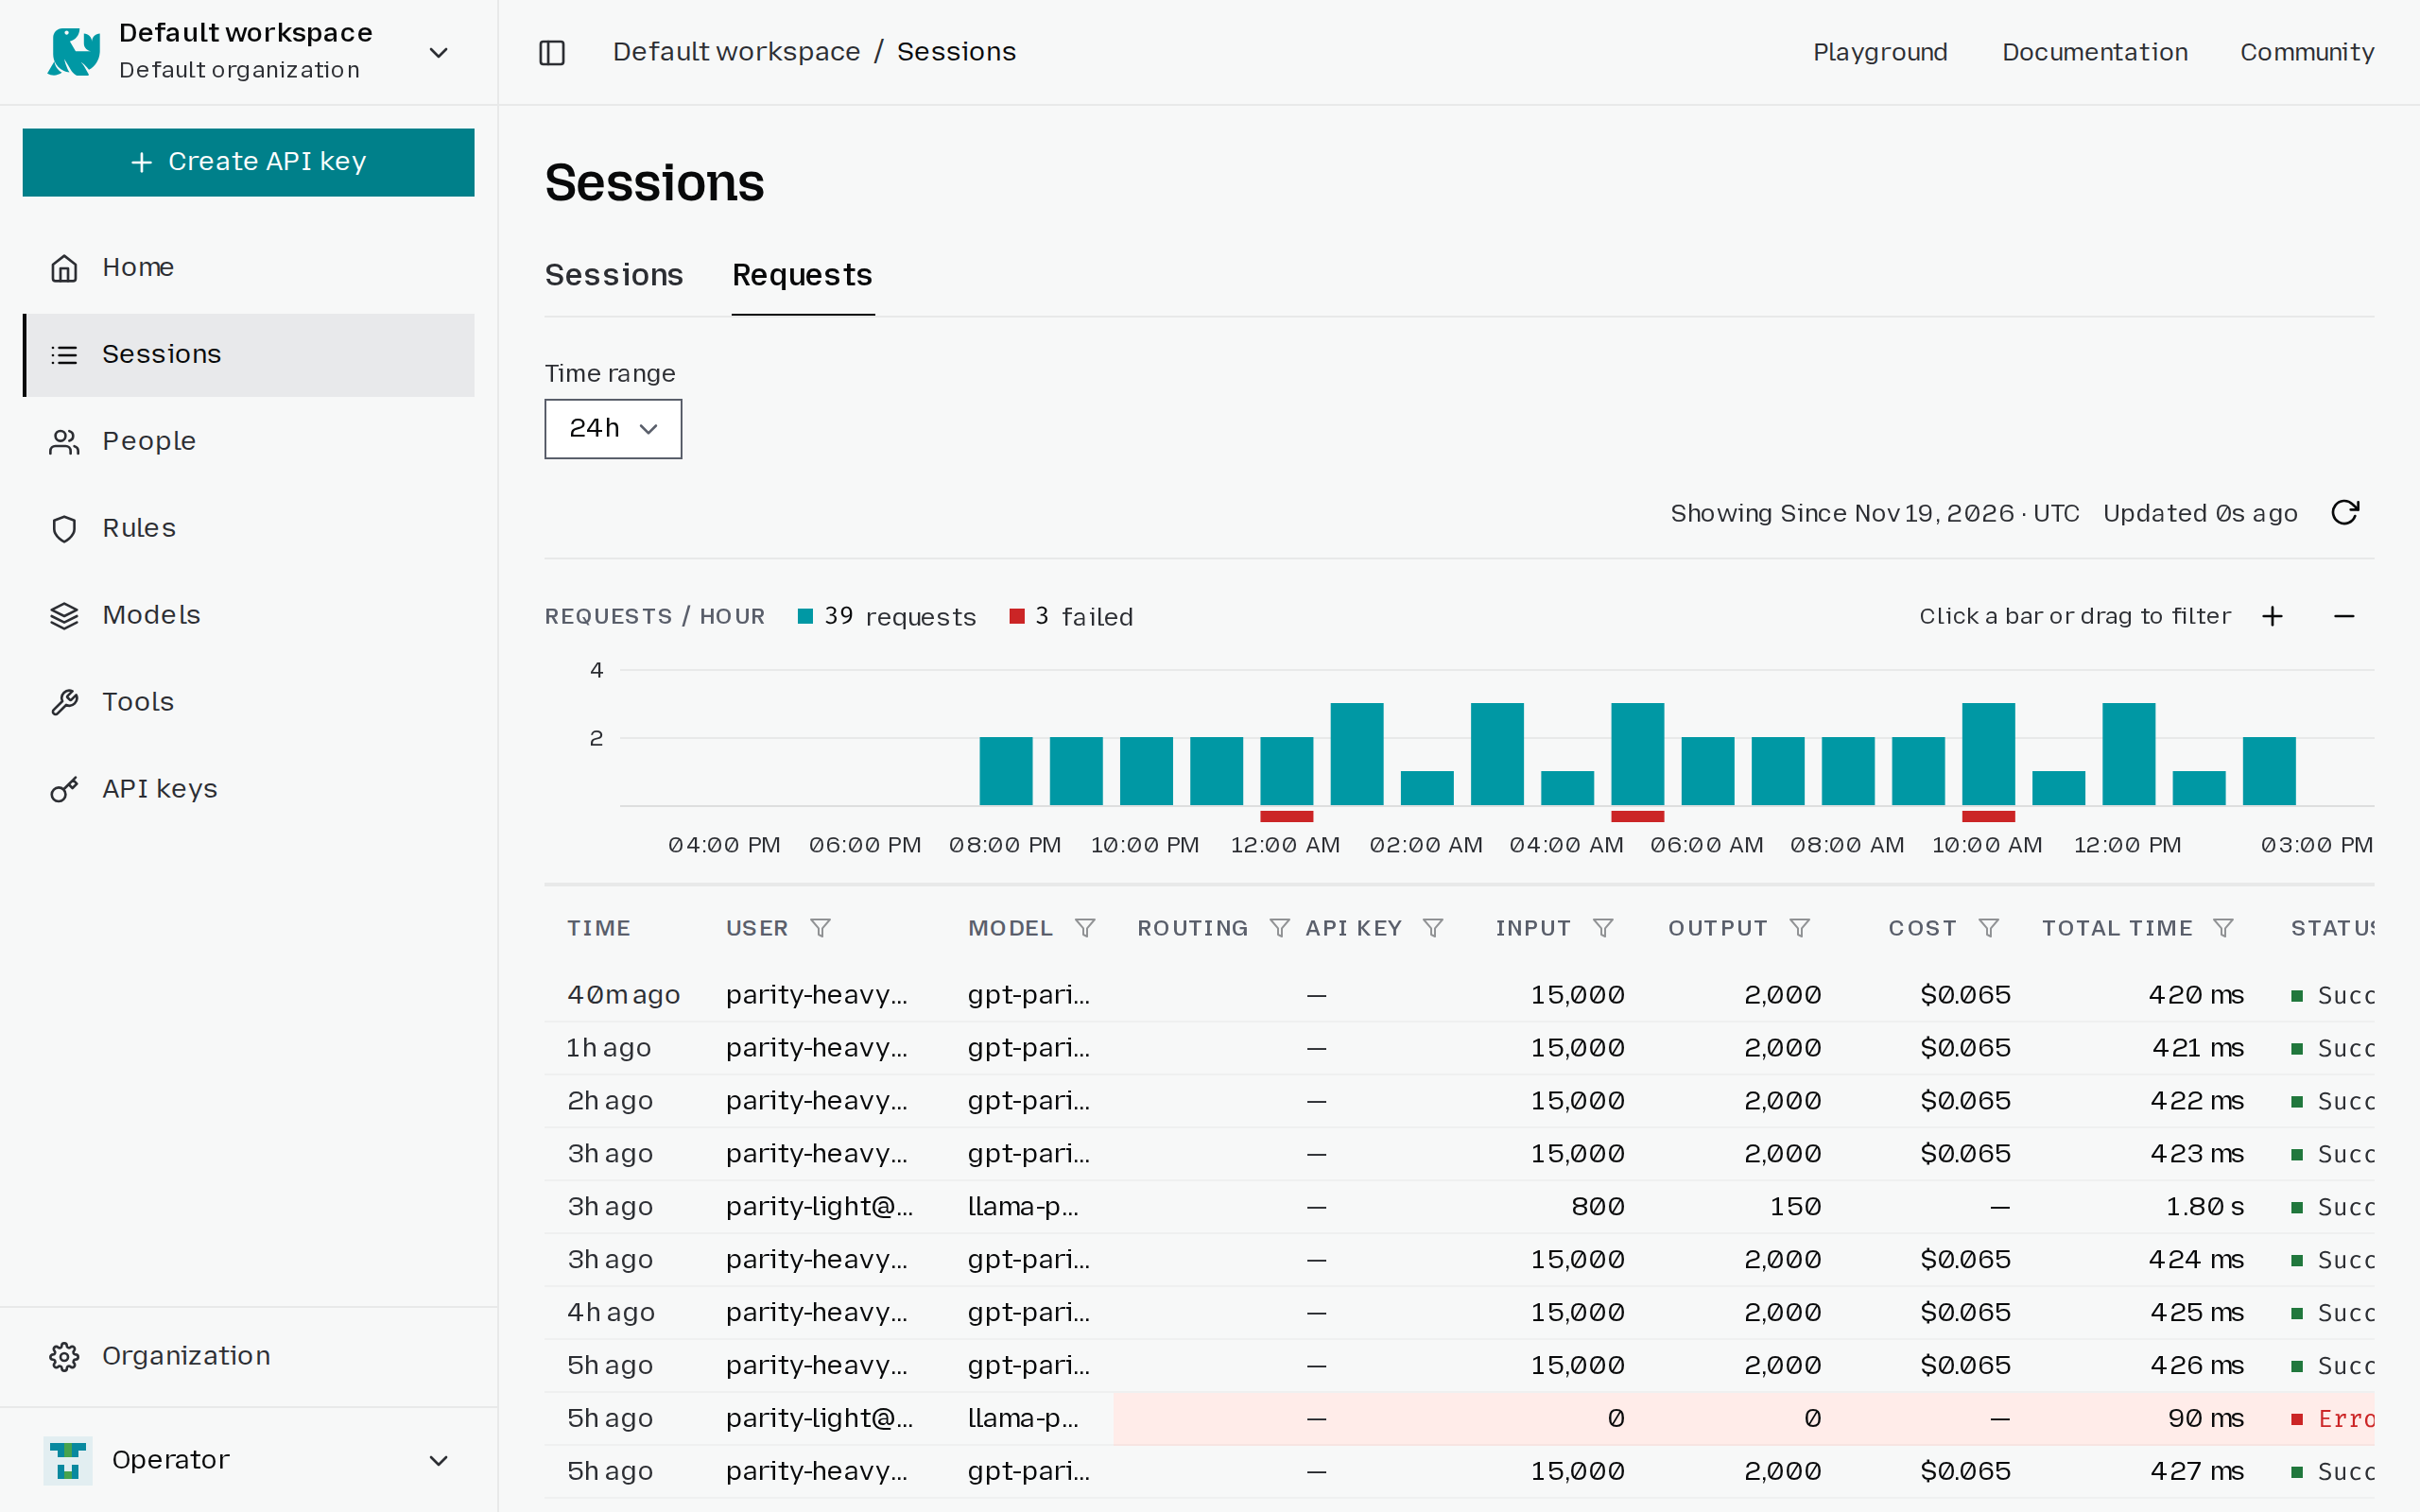 Default workspace
Default organization
Default workspace / Sessions
Playground Documentation Community
Create API key
Home
Sessions
People
Rules
Models
Tools
API keys
Organization
Operator
Sessions
Sessions Requests
Time range
24h
Showing Since Nov 19, 2026 · UTC Updated 0s ago
REQUESTS / HOUR 39 requests 3 failed Click a bar or drag to filter
4
2
04:00 PM 06:00 PM 08:00 PM 10:00 PM 12:00 AM 02:00 AM 04:00 AM 06:00 AM 08:00 AM 10:00 AM 12:00 PM 03:00 PM
TIME USER MODEL ROUTING API KEY INPUT OUTPUT COST TOTAL TIME STATUS
40m ago parity-heavy... gpt-pari... — 15,000 2,000 $0.065 420 ms Succ
1h ago parity-heavy... gpt-pari... — 15,000 2,000 $0.065 421 ms Succ
2h ago parity-heavy... gpt-pari... — 15,000 2,000 $0.065 422 ms Succ
3h ago parity-heavy... gpt-pari... — 15,000 2,000 $0.065 423 ms Succ
3h ago parity-light@... llama-p... — 800 150 — 1.80 s Succ
3h ago parity-heavy... gpt-pari... — 15,000 2,000 $0.065 424 ms Succ
4h ago parity-heavy... gpt-pari... — 15,000 2,000 $0.065 425 ms Succ
5h ago parity-heavy... gpt-pari... — 15,000 2,000 $0.065 426 ms Succ
5h ago parity-light@... llama-p... — 0 0 — 90 ms Erro
5h ago parity-heavy... gpt-pari... — 15,000 2,000 $0.065 427 ms Succ